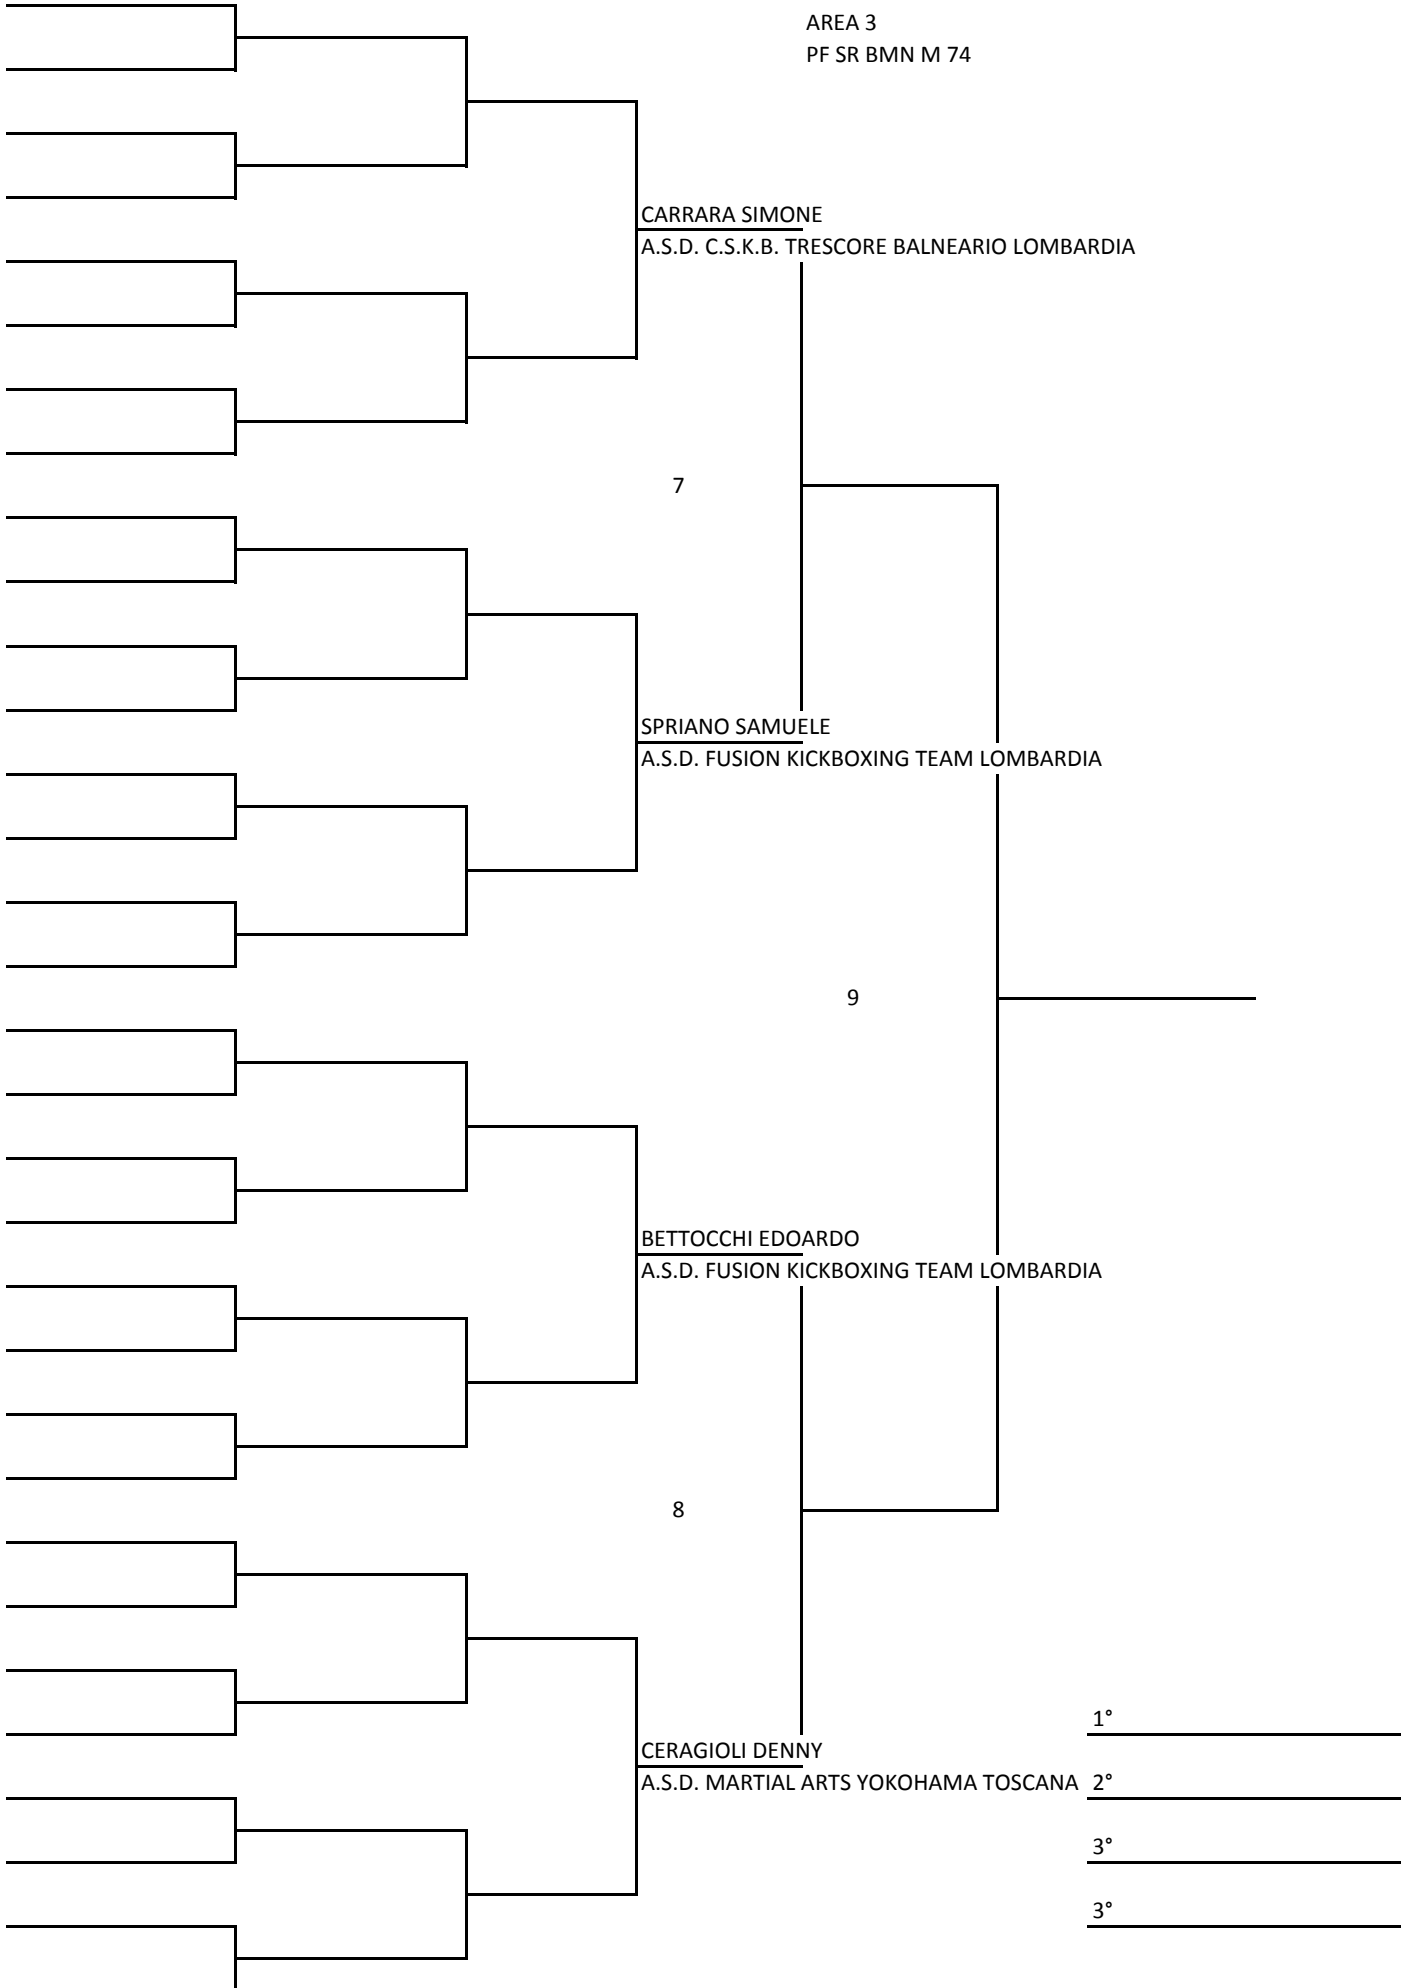 AREA 3
PF SR BMN M 74
CARRARA SIMONE
A.S.D. C.S.K.B. TRESCORE BALNEARIO LOMBARDIA
7
SPRIANO SAMUELE
A.S.D. FUSION KICKBOXING TEAM LOMBARDIA
9
BETTOCCHI EDOARDO
A.S.D. FUSION KICKBOXING TEAM LOMBARDIA
8
1°
CERAGIOLI DENNY
A.S.D. MARTIAL ARTS YOKOHAMA TOSCANA 2°
3°
3°